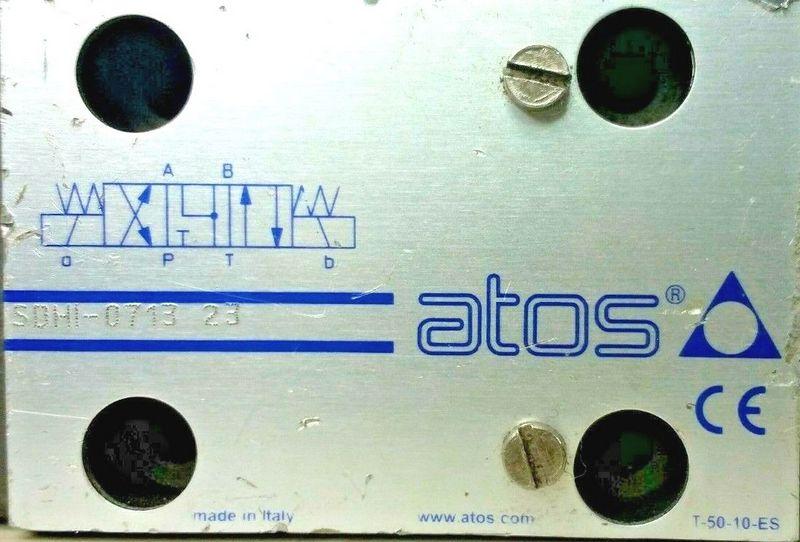 A B
T
a P T b
SDHI-0713 23
atos®
CE
made in Italy
www.atos.com
T-50-10-ES